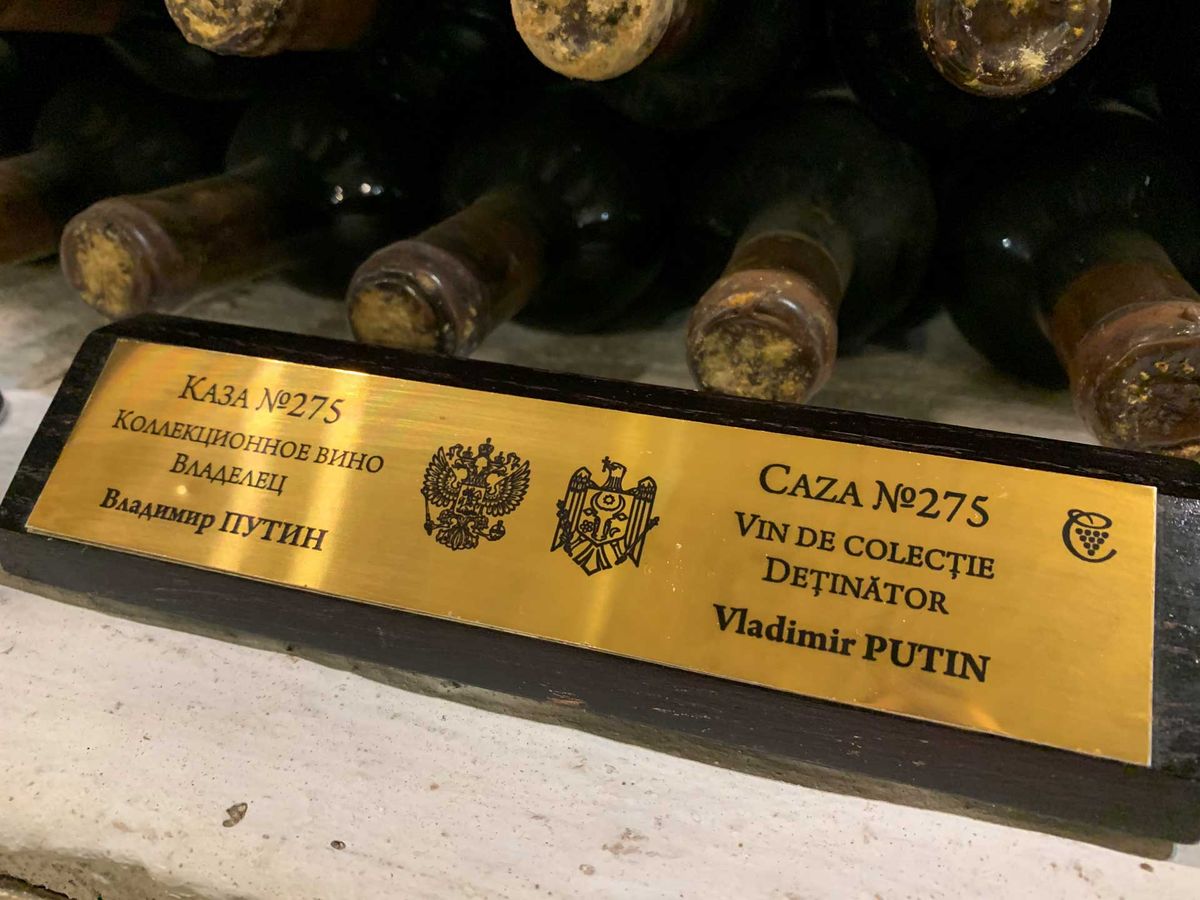 Каза №275
Коллекционное вино
Владелец
Владимир ПУТИН
Caza №275
Vin de colecție
Deținător
Vladimir PUTIN